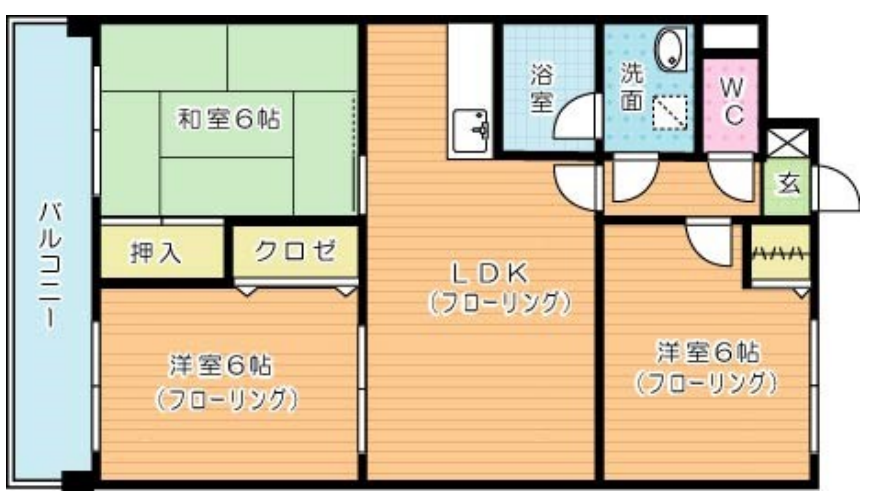 バルコニー
和室6帖
押入
クロゼ
洋室6帖
(フローリング)
LDK
(フローリング)
浴室
洗面
WC
玄
洋室6帖
(フローリング)